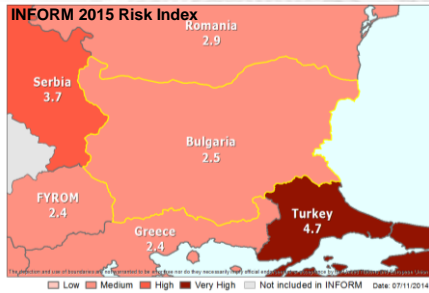 INFORM 2015 Risk Index
Romania
2.9
Serbia
3.7
Bulgaria
2.5
FYROM
2.4
Greece
2.4
Turkey
4.7
Low Medium High Very High Not included in INFORM Date: 07/11/2014